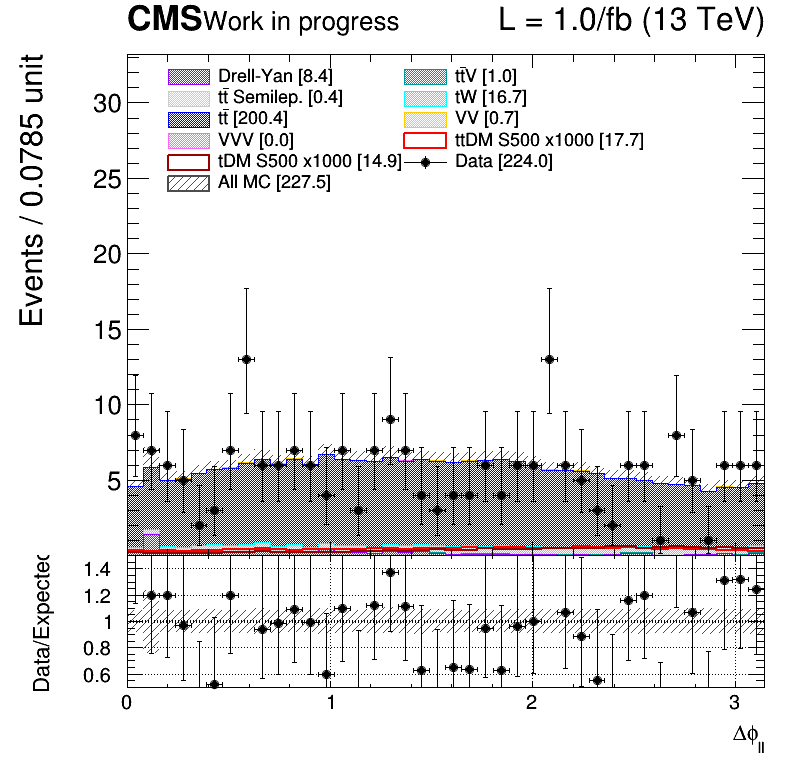 CMS Work in progress L = 1.0/fb (13 TeV)
Events / 0.0785 unit
Drell-Yan [8.4] tt̄V [1.0]
tt̄ Semilep. [0.4] tW [16.7]
tt̄ [200.4] VV [0.7]
VVV [0.0] ttDM S500 x1000 [17.7]
tDM S500 x1000 [14.9] Data [224.0]
All MC [227.5]
30
25
20
15
10
5
Data/Expected
1.4
1.2
1
0.8
0.6
0 1 2 3
Δϕ_ll